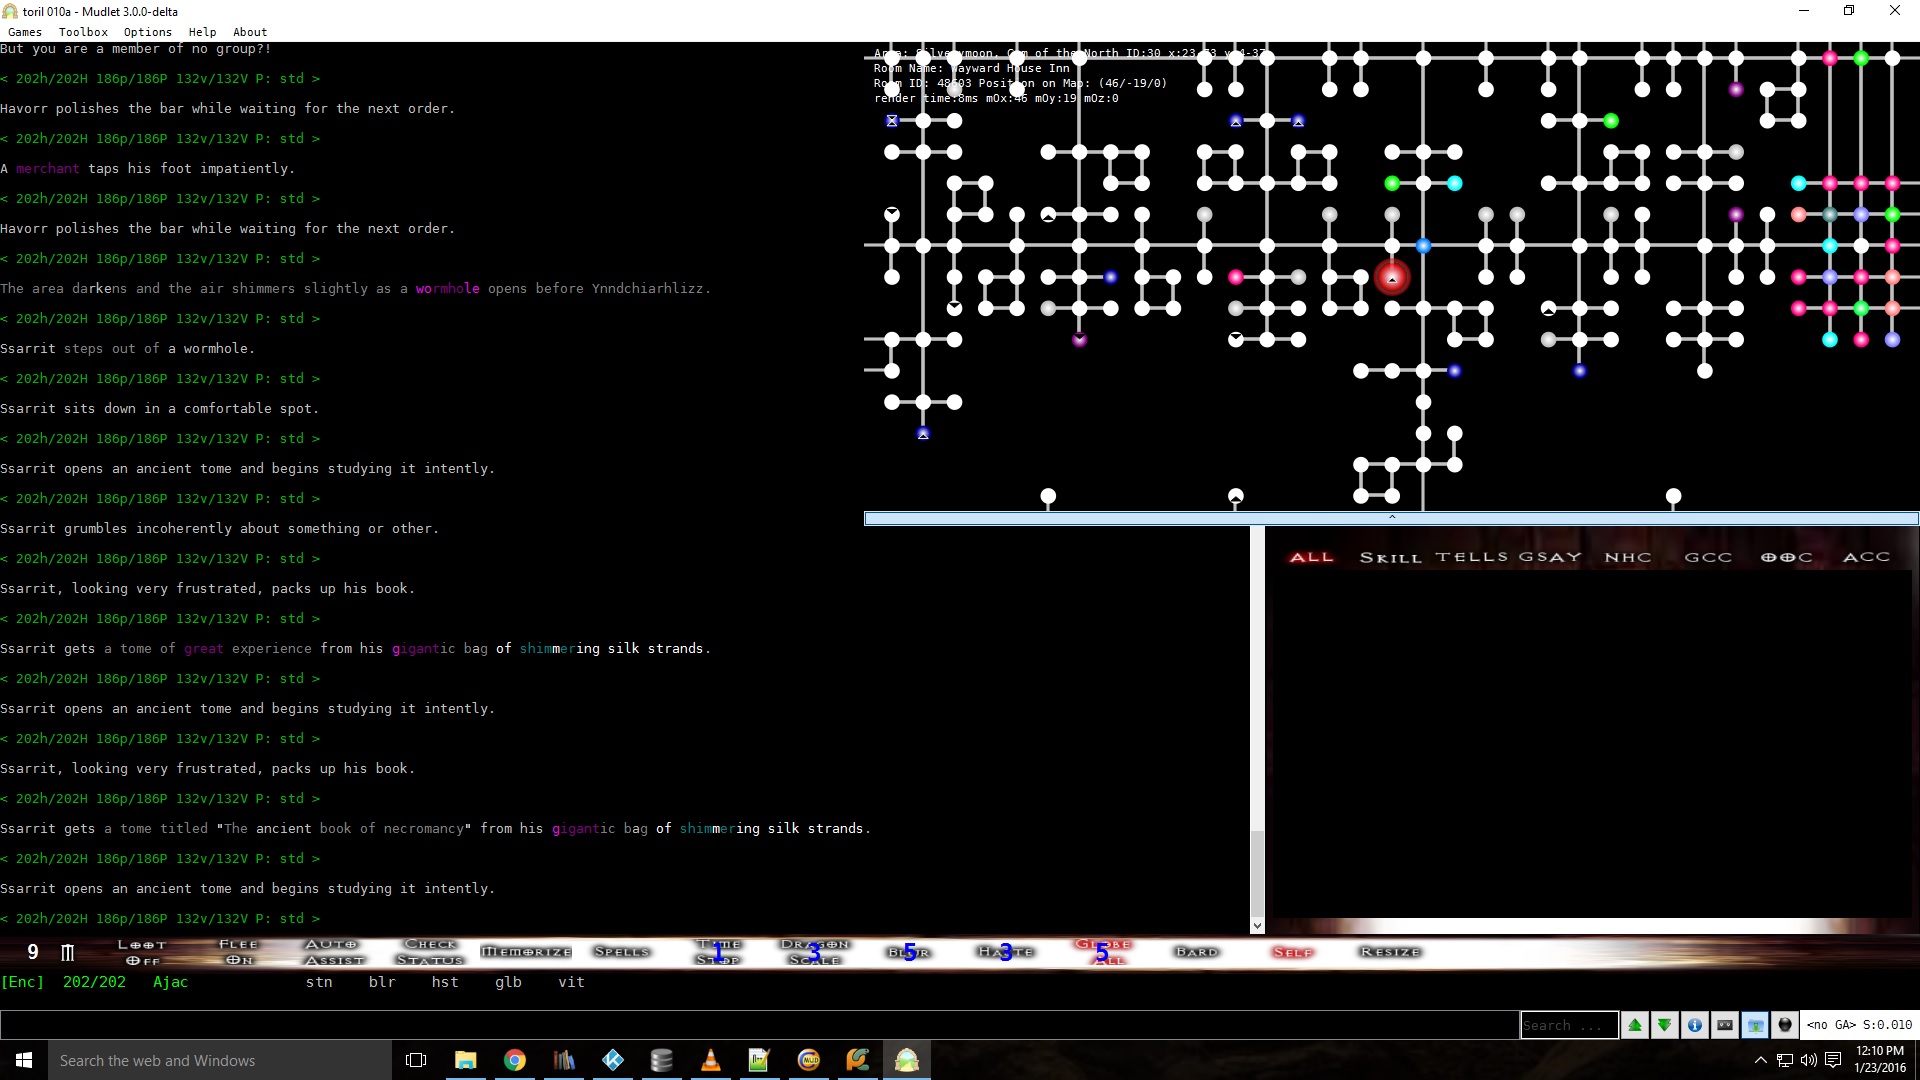 toril 010a - Mudlet 3.0.0-delta
Games Toolbox Options Help About
But you are a member of no group?!
< 202h/202H 186p/186P 132v/132V P: std >
Havorr polishes the bar while waiting for the next order.
< 202h/202H 186p/186P 132v/132V P: std >
A merchant taps his foot impatiently.
< 202h/202H 186p/186P 132v/132V P: std >
Havorr polishes the bar while waiting for the next order.
< 202h/202H 186p/186P 132v/132V P: std >
The area darkens and the air shimmers slightly as a wormhole opens before Ynndchiarhlizz.
< 202h/202H 186p/186P 132v/132V P: std >
Ssarrit steps out of a wormhole.
< 202h/202H 186p/186P 132v/132V P: std >
Ssarrit sits down in a comfortable spot.
< 202h/202H 186p/186P 132v/132V P: std >
Ssarrit opens an ancient tome and begins studying it intently.
< 202h/202H 186p/186P 132v/132V P: std >
Ssarrit grumbles incoherently about something or other.
< 202h/202H 186p/186P 132v/132V P: std >
Ssarrit, looking very frustrated, packs up his book.
< 202h/202H 186p/186P 132v/132V P: std >
Ssarrit gets a tome of great experience from his gigantic bag of shimmering silk strands.
< 202h/202H 186p/186P 132v/132V P: std >
Ssarrit opens an ancient tome and begins studying it intently.
< 202h/202H 186p/186P 132v/132V P: std >
Ssarrit, looking very frustrated, packs up his book.
< 202h/202H 186p/186P 132v/132V P: std >
Ssarrit gets a tome titled "The ancient book of necromancy" from his gigantic bag of shimmering silk strands.
< 202h/202H 186p/186P 132v/132V P: std >
Ssarrit opens an ancient tome and begins studying it intently.
< 202h/202H 186p/186P 132v/132V P: std >
Area: Silverymoon, Gem of the North ID:30
Room Name: Wayward House Inn
Room ID: 48603 Position on Map: (46/-19/0)
render time:8ms mOx:46 mOy:19 mOz:0
ALL SKILL TELLS GSAY NHC GCC OOC ACC
9 LOOT OFF FLEE ON AUTO ASSIST CHECK STATUS MEMORIZE SPELLS TIME STOP 1 DRAGON SCALE 3 BLUR 5 HASTE 3 GLOBE ALL 5 BARD SELF RESIZE
[Enc] 202/202 Ajac stn blr hst glb vit
Search ... <no GA> S:0.010
Search the web and Windows
12:10 PM
1/23/2016